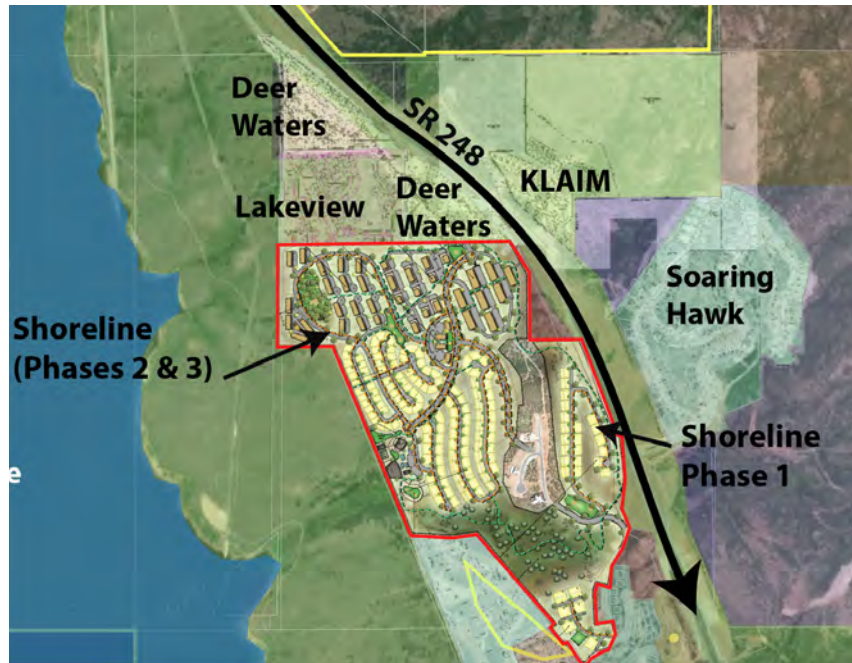 Deer
Waters
SR 248
KLAIM
Lakeview
Deer
Waters
Soaring
Hawk
Shoreline
(Phases 2 & 3)
Shoreline
Phase 1
e